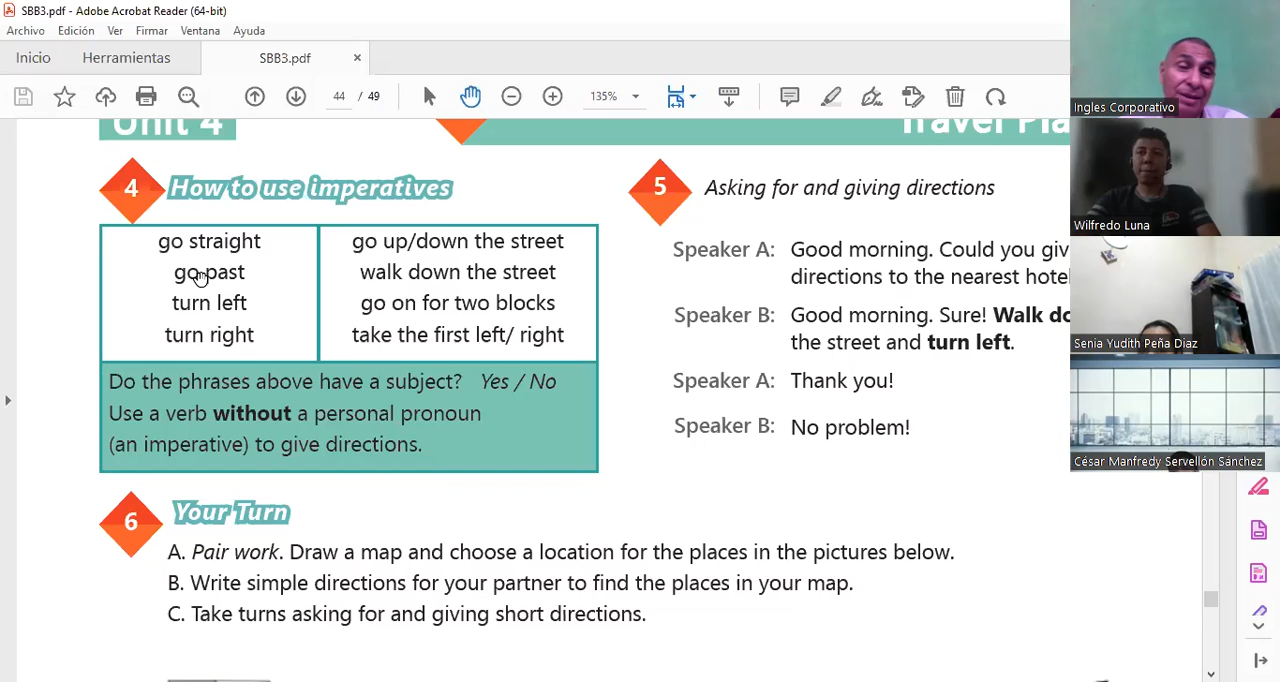 SBB3.pdf - Adobe Acrobat Reader (64-bit)
Archivo Edición Ver Firmar Ventana Ayuda
Inicio Herramientas SBB3.pdf ×
44 / 49 135%
Unit 4 Travel Pla
4 How to use imperatives
go straight
go past
turn left
turn right
go up/down the street
walk down the street
go on for two blocks
take the first left/ right
Do the phrases above have a subject? Yes / No
Use a verb without a personal pronoun
(an imperative) to give directions.
5 Asking for and giving directions
Speaker A: Good morning. Could you giv
directions to the nearest hote
Speaker B: Good morning. Sure! Walk do
the street and turn left.
Speaker A: Thank you!
Speaker B: No problem!
6 Your Turn
A. Pair work. Draw a map and choose a location for the places in the pictures below.
B. Write simple directions for your partner to find the places in your map.
C. Take turns asking for and giving short directions.
Ingles Corporativo
Wilfredo Luna
Senia Yudith Peña Diaz
César Manfredy Servellón Sánchez